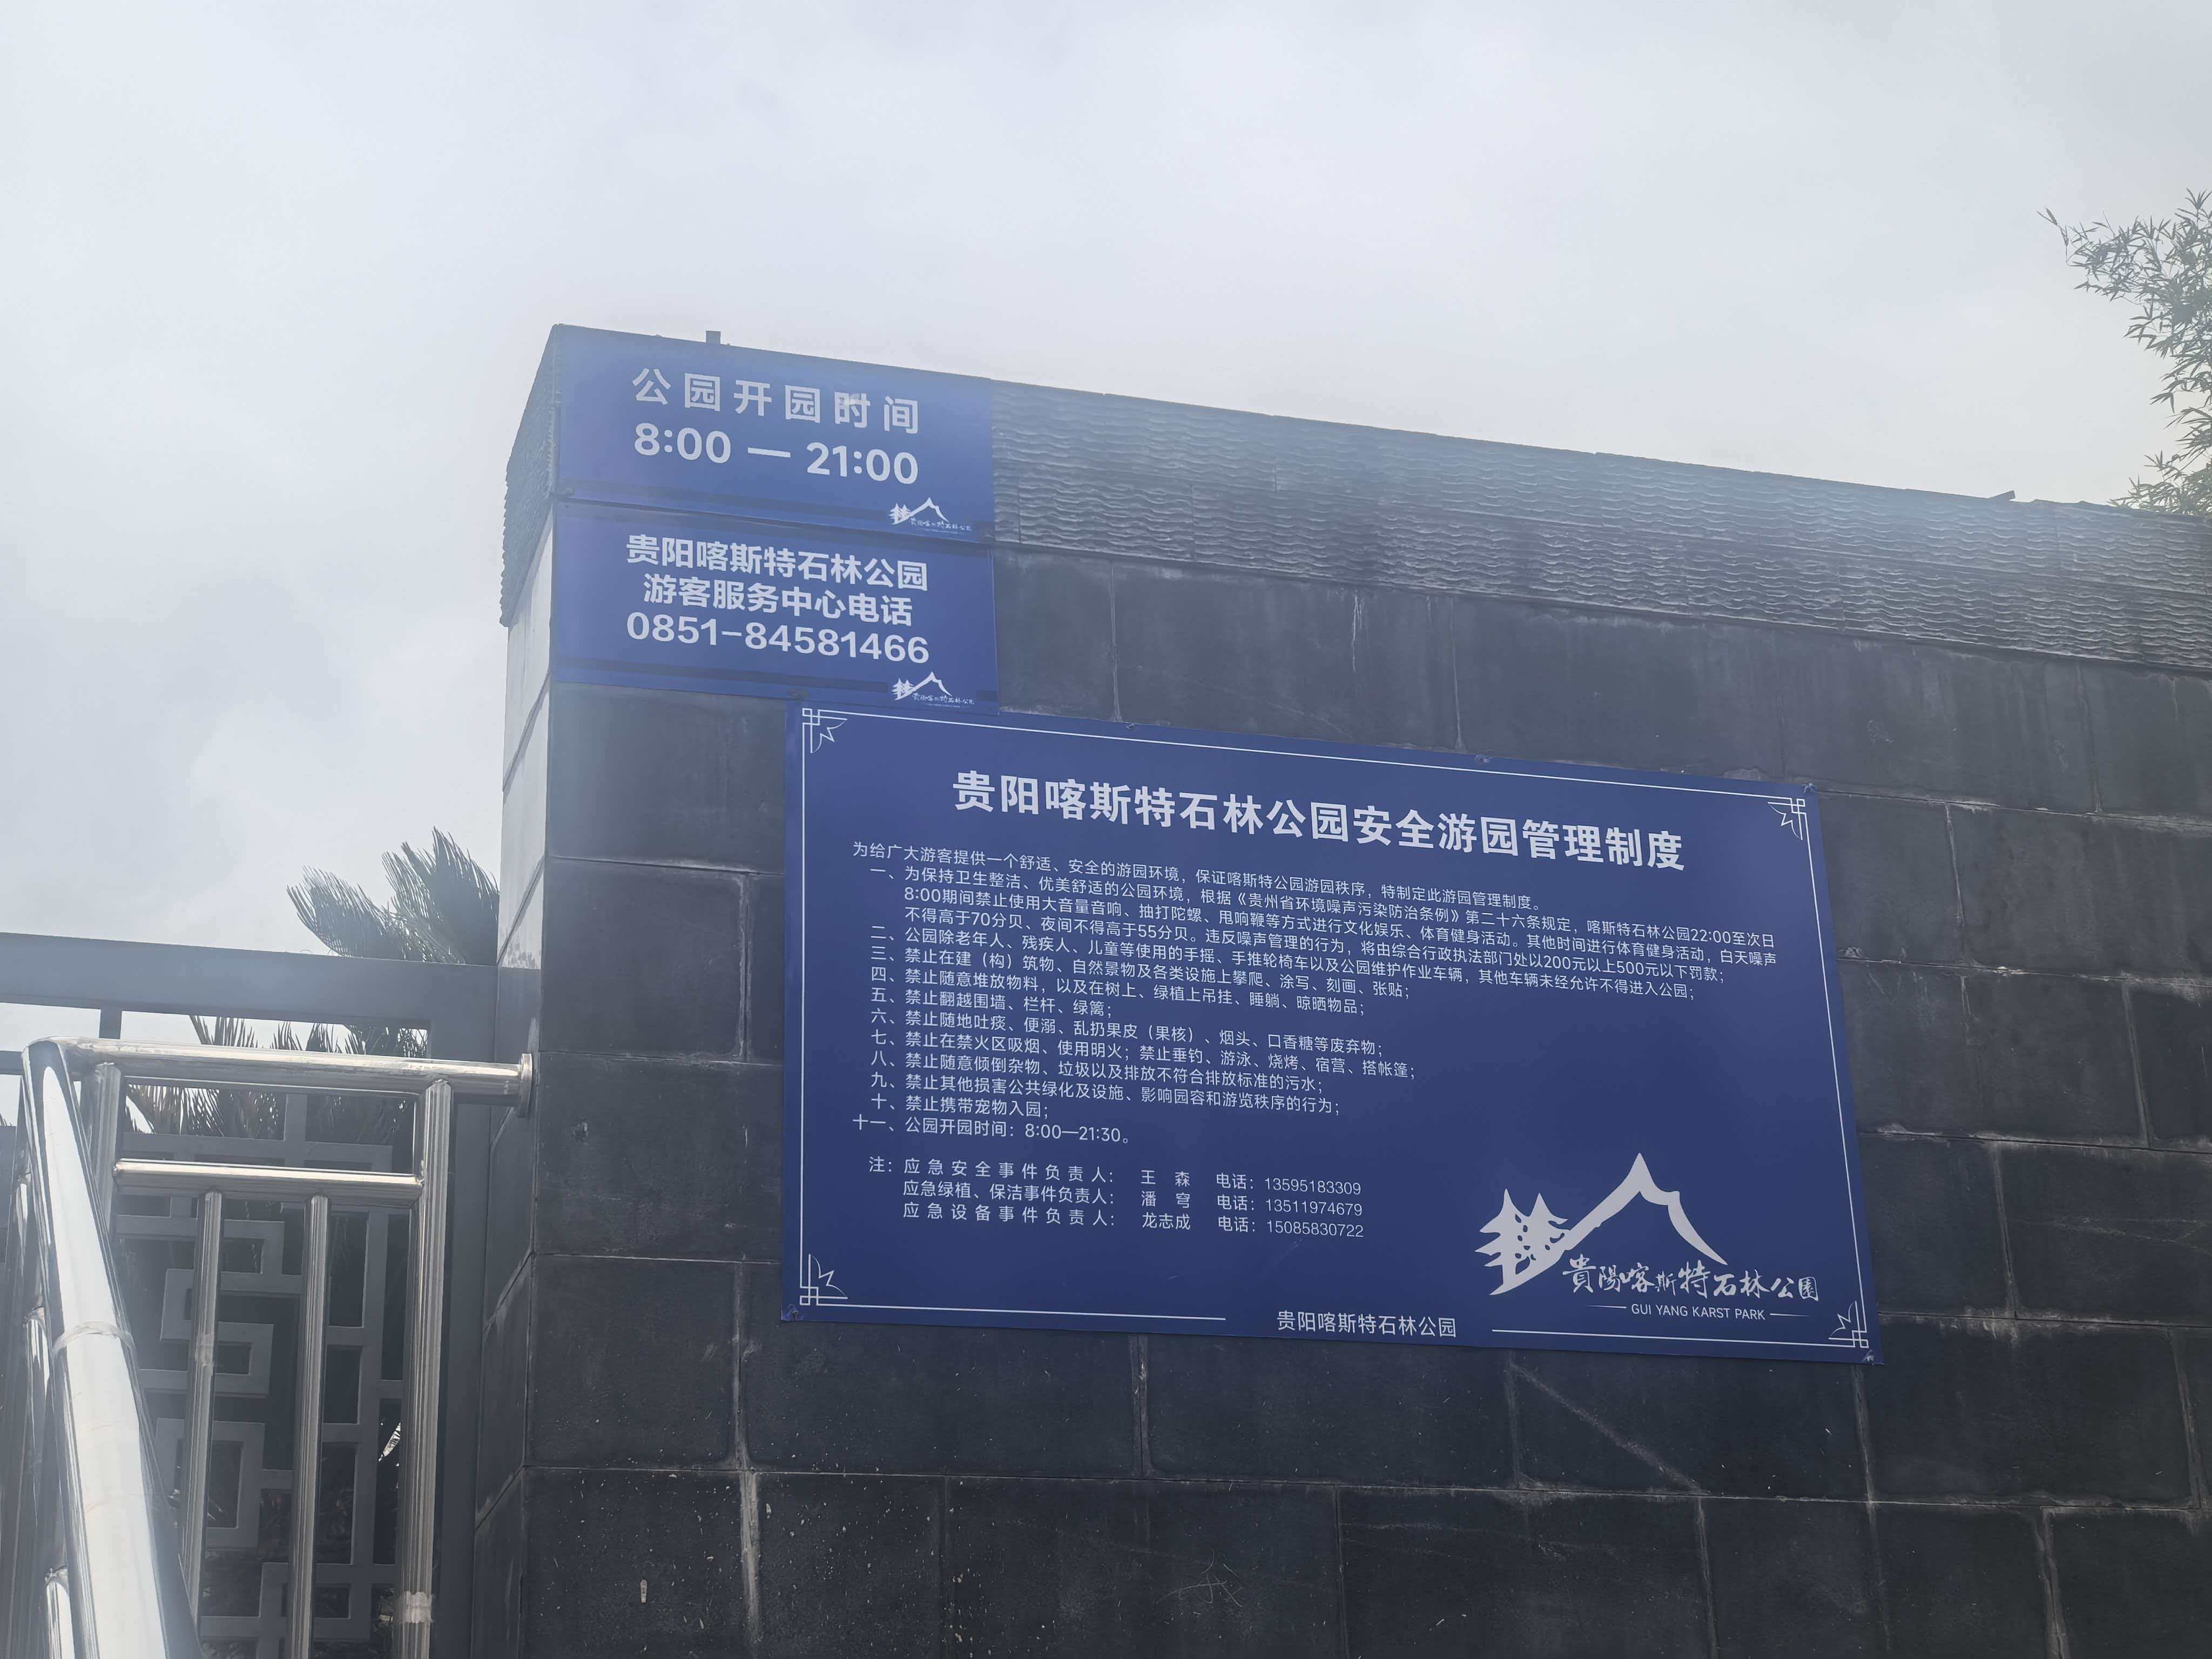 公园开园时间
8:00 — 21:00
贵阳喀斯特石林公园
贵阳喀斯特石林公园
游客服务中心电话
0851-84581466
贵阳喀斯特石林公园
贵阳喀斯特石林公园安全游园管理制度
为给广大游客提供一个舒适、安全的游园环境，保证喀斯特公园游园秩序，特制定此游园管理制度。
一、为保持卫生整洁、优美舒适的公园环境，根据《贵州省环境噪声污染防治条例》第二十六条规定，喀斯特石林公园22:00至次日
8:00期间禁止使用大音量音响、抽打陀螺、甩响鞭等方式进行文化娱乐、体育健身活动。其他时间进行体育健身活动，白天噪声
不得高于70分贝、夜间不得高于55分贝。违反噪声管理的行为，将由综合行政执法部门处以200元以上500元以下罚款；
二、公园除老年人、残疾人、儿童等使用的手摇、手推轮椅车以及公园维护作业车辆，其他车辆未经允许不得进入公园；
三、禁止在建（构）筑物、自然景物及各类设施上攀爬、涂写、刻画、张贴；
四、禁止随意堆放物料，以及在树上、绿植上吊挂、睡躺、晾晒物品；
五、禁止翻越围墙、栏杆、绿篱；
六、禁止随地吐痰、便溺、乱扔果皮（果核）、烟头、口香糖等废弃物；
七、禁止在禁火区吸烟、使用明火；禁止垂钓、游泳、烧烤、宿营、搭帐篷；
八、禁止随意倾倒杂物、垃圾以及排放不符合排放标准的污水；
九、禁止其他损害公共绿化及设施、影响园容和游览秩序的行为；
十、禁止携带宠物入园；
十一、公园开园时间：8:00—21:30。
注：应急安全事件负责人： 王 森 电话：13595183309
应急绿植、保洁事件负责人： 潘 穹 电话：13511974679
应急设备事件负责人： 龙志成 电话：15085830722
貴陽喀斯特石林公園
GUI YANG KARST PARK
贵阳喀斯特石林公园